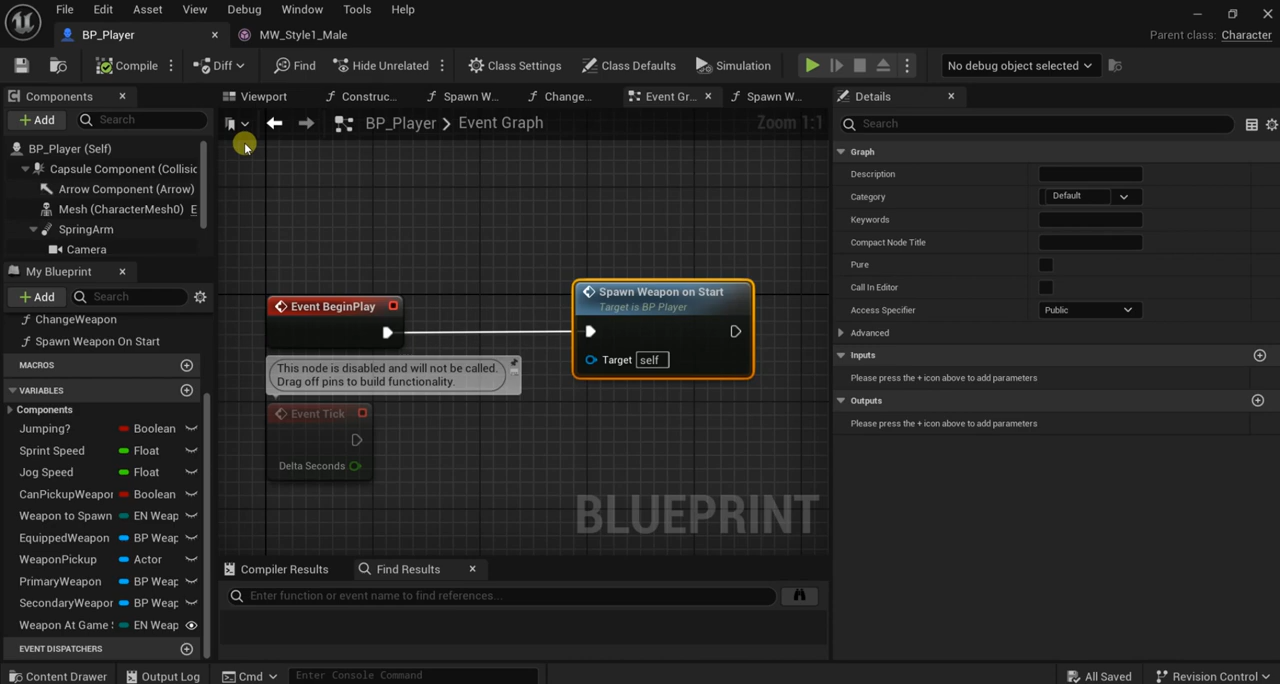 File Edit Asset View Debug Window Tools Help
BP_Player
MW_Style1_Male
Parent class: Character
Compile
Diff
Find
Hide Unrelated
Class Settings
Class Defaults
Simulation
No debug object selected
Components
Viewport
Construc...
Spawn W...
Change...
Event Gr...
Spawn W...
Details
Add
Search
BP_Player > Event Graph
Zoom 1:1
Search
BP_Player (Self)
Capsule Component (Collisic
Arrow Component (Arrow)
Mesh (CharacterMesh0) E
SpringArm
Camera
My Blueprint
Add
Search
ChangeWeapon
Spawn Weapon On Start
MACROS
VARIABLES
Components
Jumping? Boolean
Sprint Speed Float
Jog Speed Float
CanPickupWeapor Boolean
Weapon to Spawn EN Weap
EquippedWeapon BP Weap
WeaponPickup Actor
PrimaryWeapon BP Weap
SecondaryWeapor BP Weap
Weapon At Game S EN Weap
EVENT DISPATCHERS
Event BeginPlay
Spawn Weapon on Start
Target is BP Player
Target self
This node is disabled and will not be called.
Drag off pins to build functionality.
Event Tick
Delta Seconds
BLUEPRINT
Compiler Results
Find Results
Enter function or event name to find references...
Graph
Description
Category Default
Keywords
Compact Node Title
Pure
Call In Editor
Access Specifier Public
Advanced
Inputs
Please press the + icon above to add parameters
Outputs
Please press the + icon above to add parameters
Content Drawer
Output Log
Cmd
Enter Console Command
All Saved
Revision Control